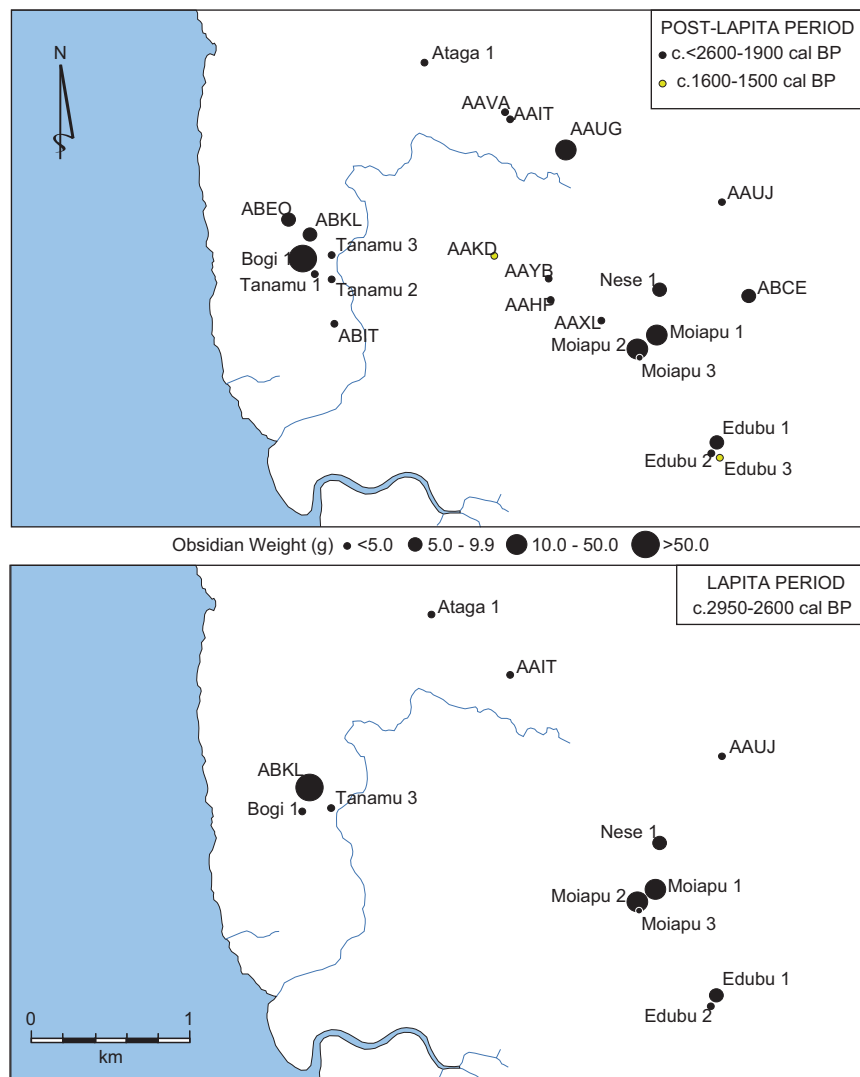 POST-LAPITA PERIOD
c.<2600-1900 cal BP
c.1600-1500 cal BP
N
Ataga 1
AAVA
AAIT
AAUG
AAUJ
ABEO
ABKL
Tanamu 3
Bogi 1
AAKD
AAYB
Tanamu 1
Tanamu 2
Nese 1
ABCE
AAHP
AAXL
ABIT
Moiapu 1
Moiapu 2
Moiapu 3
Edubu 1
Edubu 2
Edubu 3
Obsidian Weight (g) <5.0 5.0 - 9.9 10.0 - 50.0 >50.0
LAPITA PERIOD
c.2950-2600 cal BP
Ataga 1
AAIT
AAUJ
ABKL
Bogi 1
Tanamu 3
Nese 1
Moiapu 1
Moiapu 2
Moiapu 3
Edubu 1
Edubu 2
0 1
km